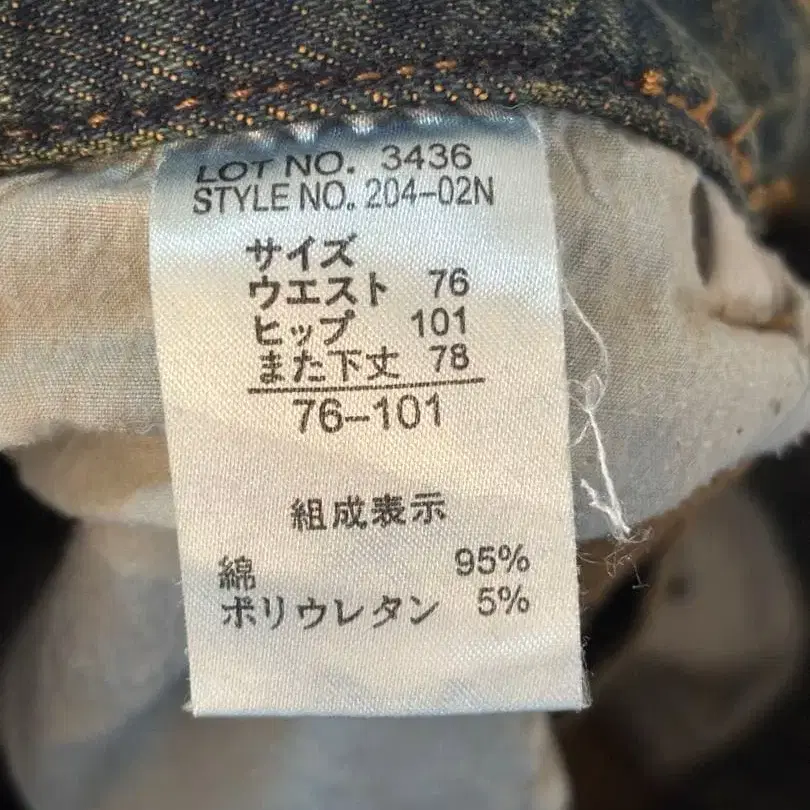 LOT NO. 3436
STYLE NO. 204-02N
サイズ
ウエスト 76
ヒップ 101
また下丈 78
76-101
組成表示
綿 95%
ポリウレタン 5%